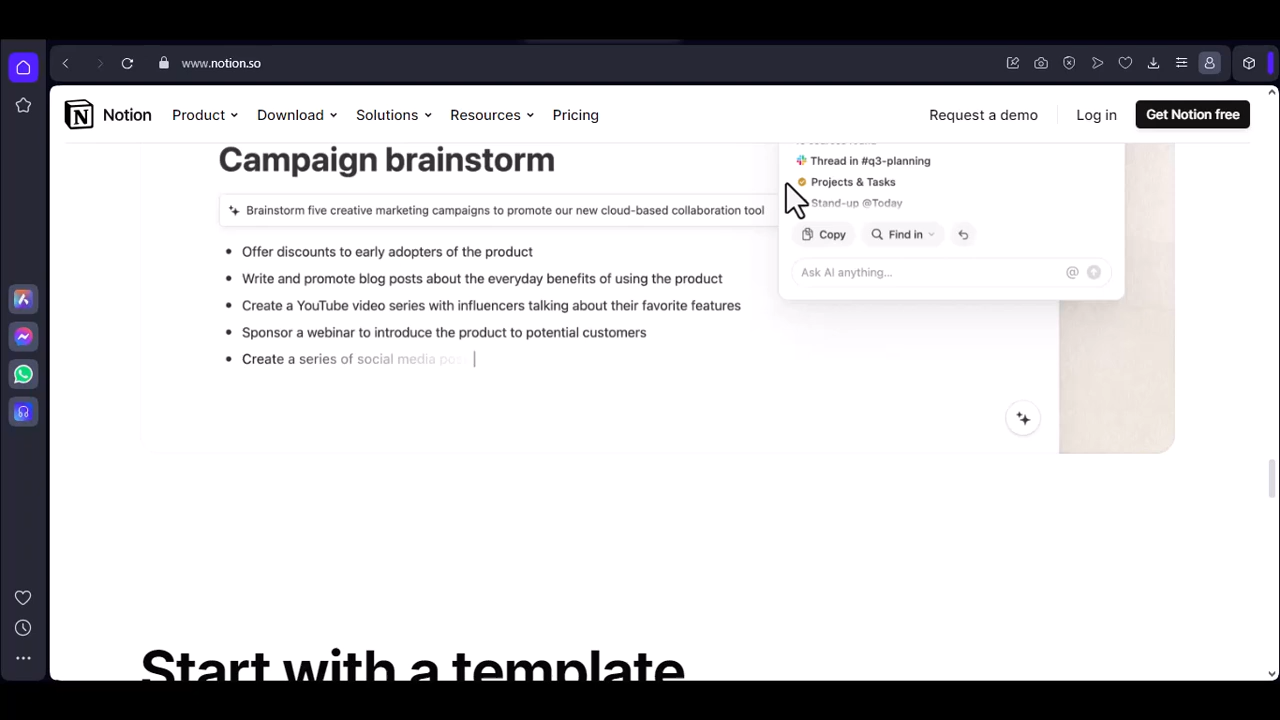 www.notion.so
Notion
Product
Download
Solutions
Resources
Pricing
Request a demo
Log in
Get Notion free
Campaign brainstorm
Brainstorm five creative marketing campaigns to promote our new cloud-based collaboration tool
Offer discounts to early adopters of the product
Write and promote blog posts about the everyday benefits of using the product
Create a YouTube video series with influencers talking about their favorite features
Sponsor a webinar to introduce the product to potential customers
Create a series of social media
Thread in #q3-planning
Projects & Tasks
Stand-up @Today
Copy
Find in
Ask AI anything...
Start with a template